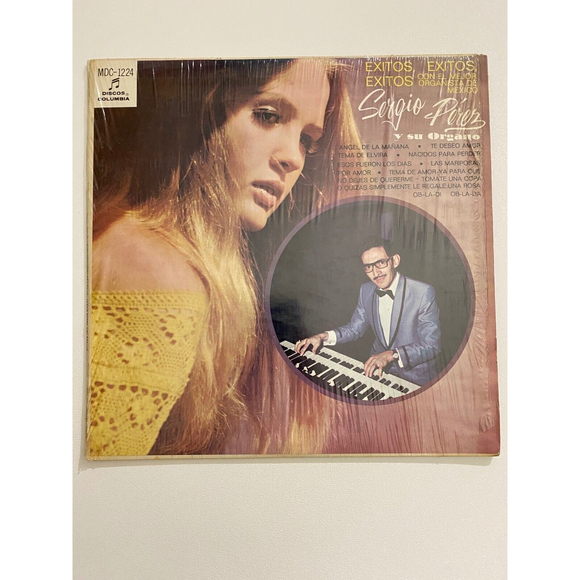 MDC-1224
DISCOS
COLUMBIA
EXITOS, EXITOS,
EXITOS CON EL MEJOR
ORGANISTA DE
MEXICO
Sergio Pérez
y su Organo
ANGEL DE LA MAÑANA • TE DESEO AMOR
TEMA DE ELVIRA • NACIDOS PARA PERDER
ESOS FUERON LOS DIAS • LAS MARIPOSAS
POR AMOR • TEMA DE AMOR-YA PARA QUE
NO DEJES DE QUERERME - TOMATE UNA COPA
O QUIZAS SIMPLEMENTE LE REGALE UNA ROSA
OB-LA-DI OB-LA-DA